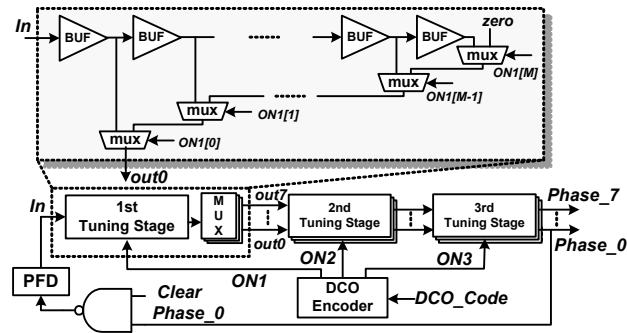 In
BUF
BUF
BUF
BUF
zero
mux
ON1[M]
mux
ON1[M-1]
mux
ON1[1]
mux
ON1[0]
out0
In
1st
Tuning Stage
M
U
X
out7
out0
2nd
Tuning Stage
3rd
Tuning Stage
Phase_7
Phase_0
ON1
ON2
ON3
PFD
DCO
Encoder
DCO_Code
Clear
Phase_0